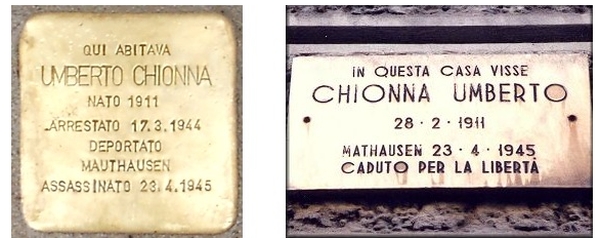 QUI ABITAVA
UMBERTO CHIONNA
NATO 1911
ARRESTATO 17.3.1944
DEPORTATO
MAUTHAUSEN
ASSASSINATO 23.4.1945
IN QUESTA CASA VISSE
CHIONNA UMBERTO
28·2·1911
MATHAUSEN 23·4·1945
CADUTO PER LA LIBERTÀ